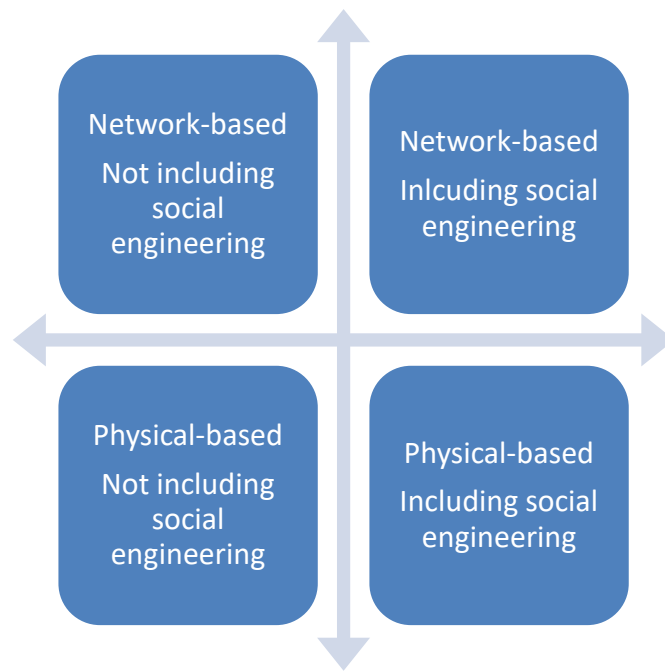 Network-based
Not including
social
engineering
Network-based
Inlcuding social
engineering
Physical-based
Not including
social
engineering
Physical-based
Including social
engineering